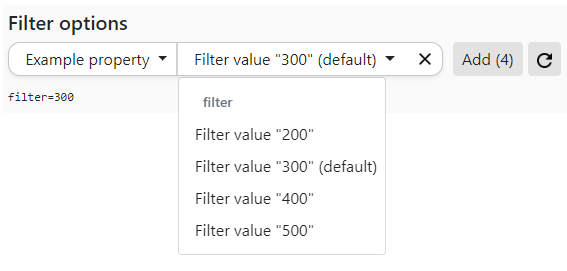 Filter options
Example property Filter value "300" (default) Add (4)
filter=300
filter
Filter value "200"
Filter value "300" (default)
Filter value "400"
Filter value "500"